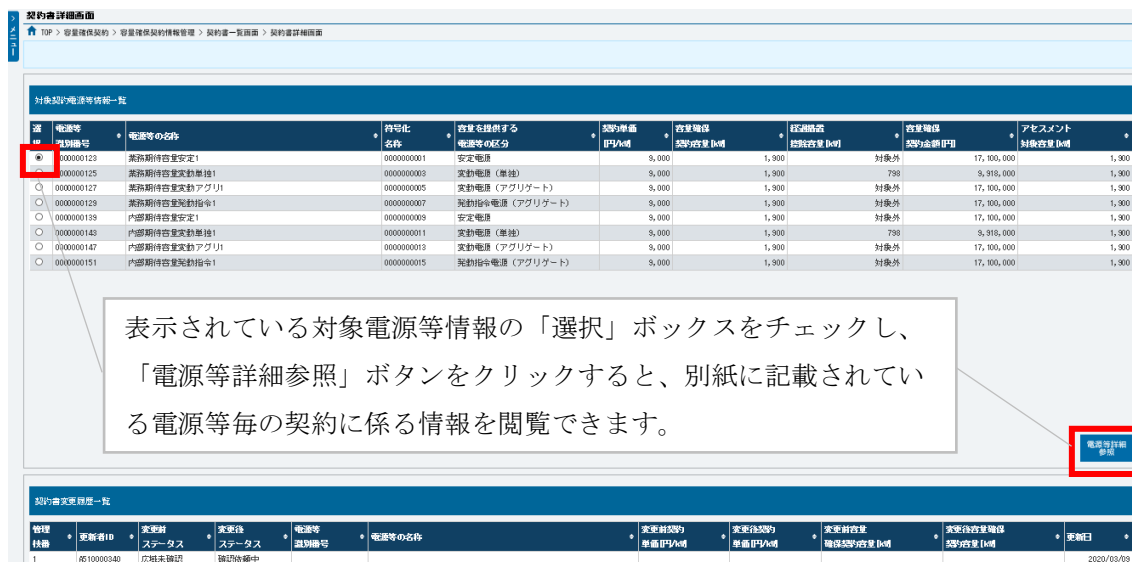 契約書詳細画面
メニュー
TOP > 容量確保契約 > 容量確保契約情報管理 > 契約書一覧画面 > 契約書詳細画面
対象契約電源等情報一覧
選択 電源等識別番号 電源等の名称 符号化名称 容量を提供する電源等の区分 契約単価[円/kW] 容量確保契約容量[kW] 経過措置控除容量[kW] 容量確保契約金額[円] アセスメント対象容量[kW]
0000000123 業務期待容量安定1 0000000001 安定電源 9,000 1,900 対象外 17,100,000 1,900
0000000125 業務期待容量変動単独1 0000000003 変動電源（単独） 9,000 1,900 798 9,918,000 1,900
0000000127 業務期待容量変動アグリ1 0000000005 変動電源（アグリゲート） 9,000 1,900 対象外 17,100,000 1,900
0000000129 業務期待容量発動指令1 0000000007 発動指令電源（アグリゲート） 9,000 1,900 対象外 17,100,000 1,900
0000000139 内部期待容量安定1 0000000009 安定電源 9,000 1,900 対象外 17,100,000 1,900
0000000143 内部期待容量変動単独1 0000000011 変動電源（単独） 9,000 1,900 798 9,918,000 1,900
0000000147 内部期待容量変動アグリ1 0000000013 変動電源（アグリゲート） 9,000 1,900 対象外 17,100,000 1,900
0000000151 内部期待容量発動指令1 0000000015 発動指令電源（アグリゲート） 9,000 1,900 対象外 17,100,000 1,900
表示されている対象電源等情報の「選択」ボックスをチェックし、
「電源等詳細参照」ボタンをクリックすると、別紙に記載されてい
る電源等毎の契約に係る情報を閲覧できます。
電源等詳細
参照
契約書変更履歴一覧
管理枝番 更新者ID 変更前ステータス 変更後ステータス 電源等識別番号 電源等の名称 変更前契約単価[円/kW] 変更後契約単価[円/kW] 変更前容量確保契約容量[kW] 変更後容量確保契約容量[kW] 更新日
1 A510000340 広域未確認 確認依頼中 2020/03/09